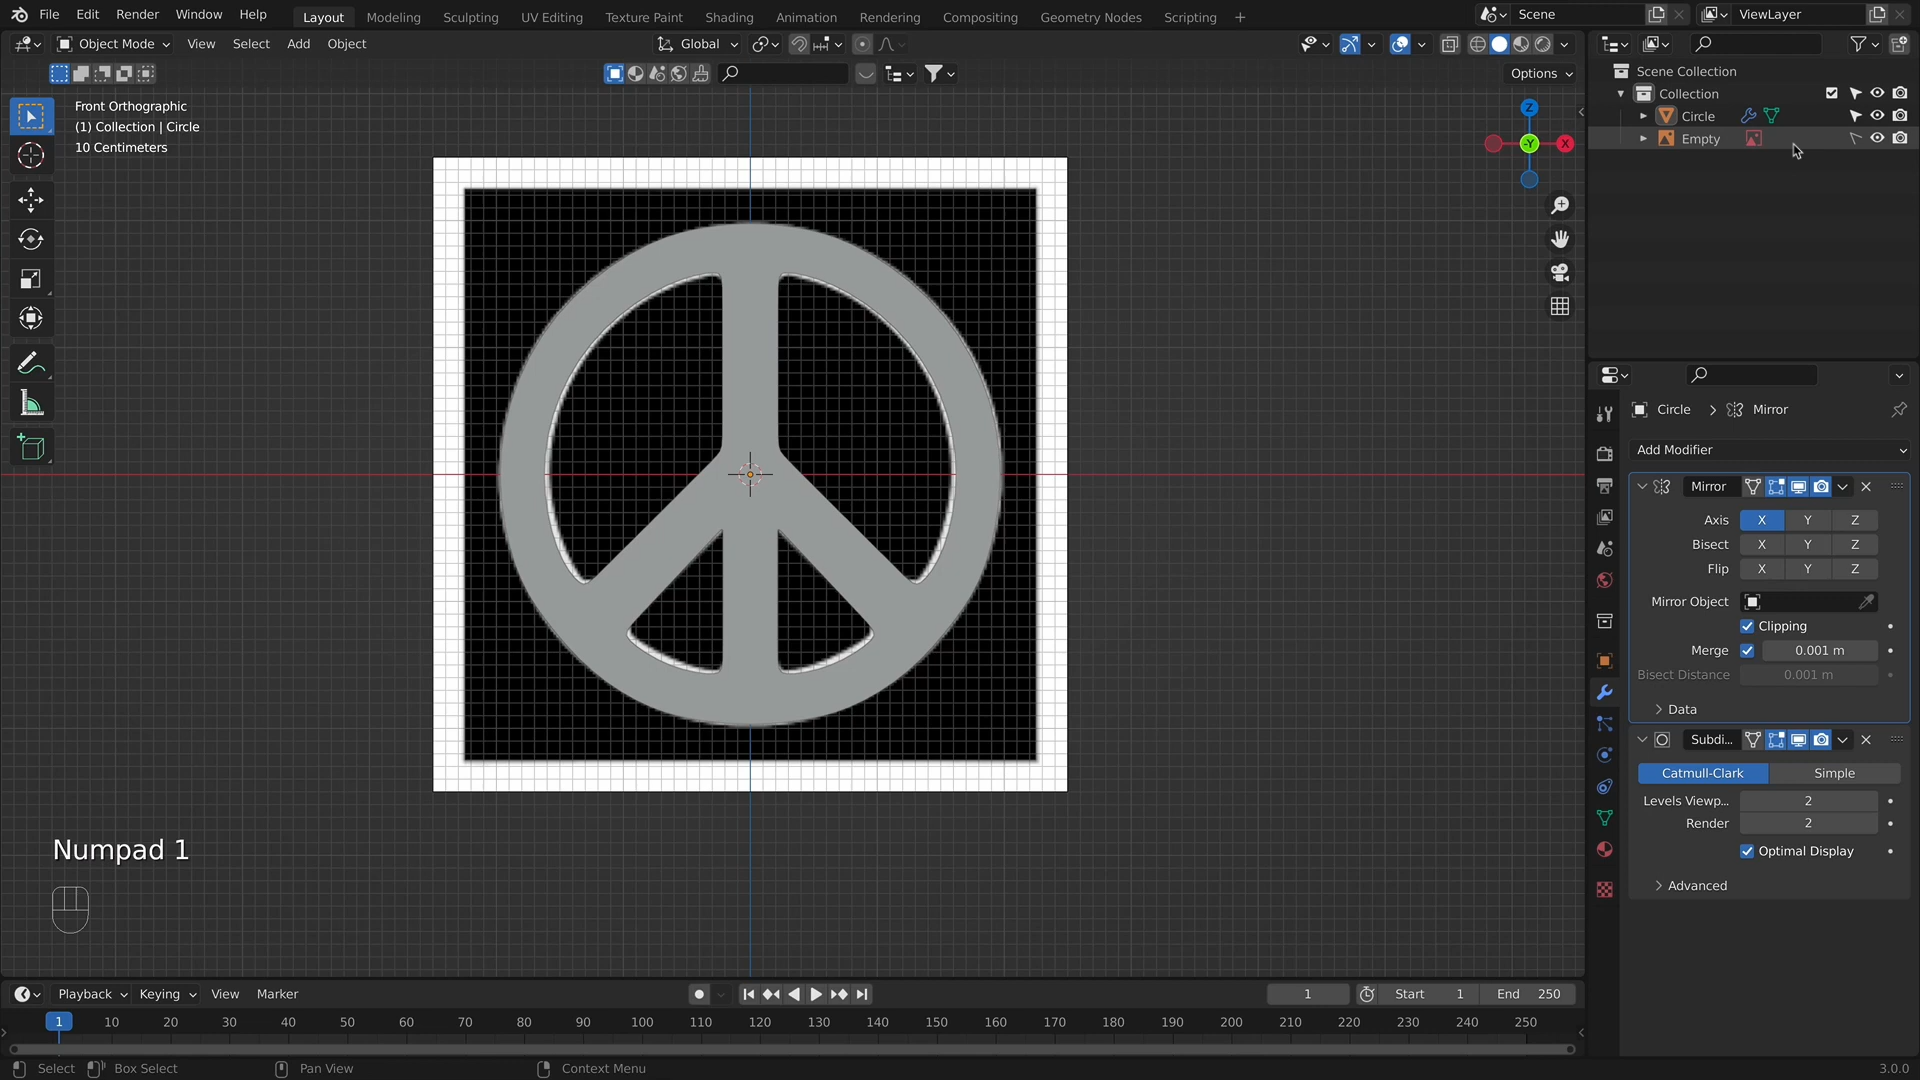 File Edit Render Window Help Layout Modeling Sculpting UV Editing Texture Paint Shading Animation Rendering Compositing Geometry Nodes Scripting + Scene ViewLayer
Object Mode View Select Add Object Global
Options
Front Orthographic
(1) Collection | Circle
10 Centimeters
Z
-Y
X
Numpad 1
Scene Collection
Collection
Circle
Empty
Circle > Mirror
Add Modifier
Mirror
Axis X Y Z
Bisect X Y Z
Flip X Y Z
Mirror Object
Clipping
Merge 0.001 m
Bisect Distance 0.001 m
Data
Subdi...
Catmull-Clark Simple
Levels Viewp... 2
Render 2
Optimal Display
Advanced
Playback Keying View Marker 1 Start 1 End 250
1 10 20 30 40 50 60 70 80 90 100 110 120 130 140 150 160 170 180 190 200 210 220 230 240 250
Select Box Select Pan View Context Menu 3.0.0